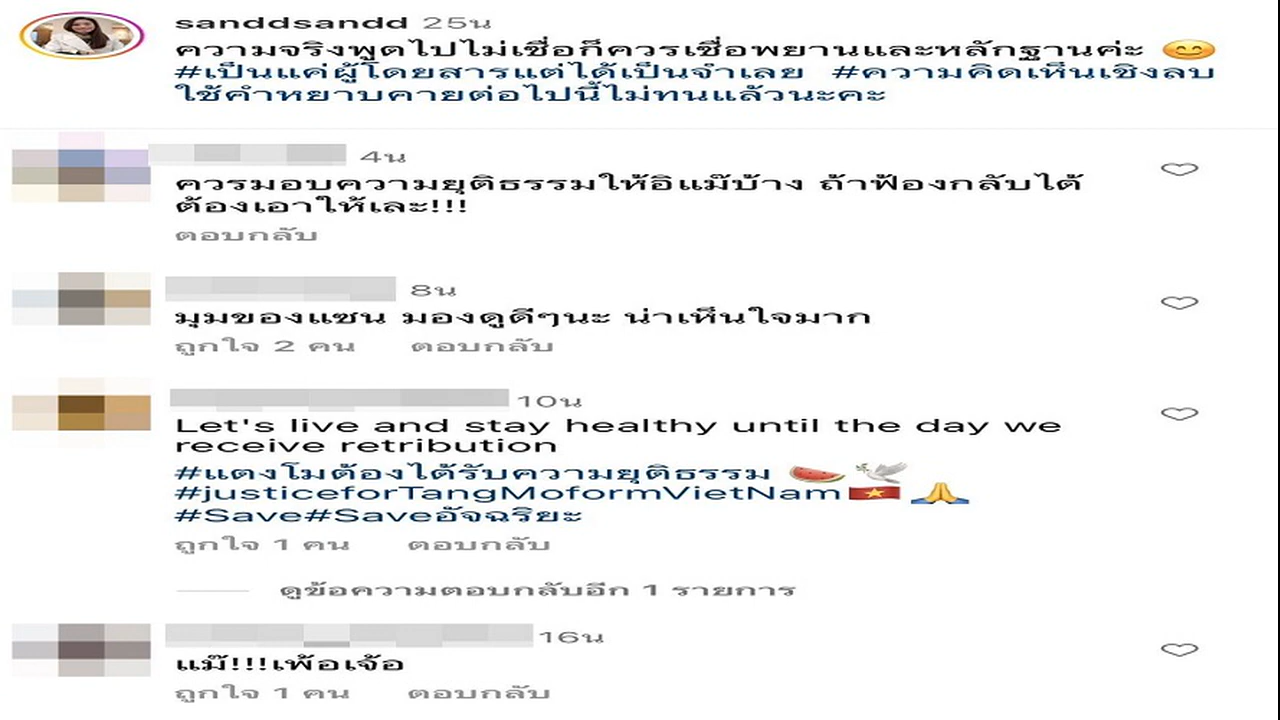 sanddsandd 25น
ความจริงพูดไปไม่เชื่อก็ควรเชื่อพยานและหลักฐานค่ะ 😊
#เป็นแค่ผู้โดยสารแต่ได้เป็นจำเลย #ความคิดเห็นเชิงลบ
ใช้คำหยาบคายต่อไปนี้ไม่ทนแล้วนะคะ
4น
ควรมอบความยุติธรรมให้อิแม๊บ้าง ถ้าฟ้องกลับได้
ต้องเอาให้เละ!!!
ตอบกลับ
8น
มุมของแซน มองดูดีๆนะ น่าเห็นใจมาก
ถูกใจ 2 คน ตอบกลับ
10น
Let's live and stay healthy until the day we
receive retribution
#แตงโมต้องได้รับความยุติธรรม 🍉🕊️
#justiceforTangMoformVietNam🇻🇳 🙏
#Save#Saveอัจฉริยะ
ถูกใจ 1 คน ตอบกลับ
ดูข้อความตอบกลับอีก 1 รายการ
16น
แม๊!!!เพ้อเจ้อ
ถูกใจ 1 คน ตอบกลับ